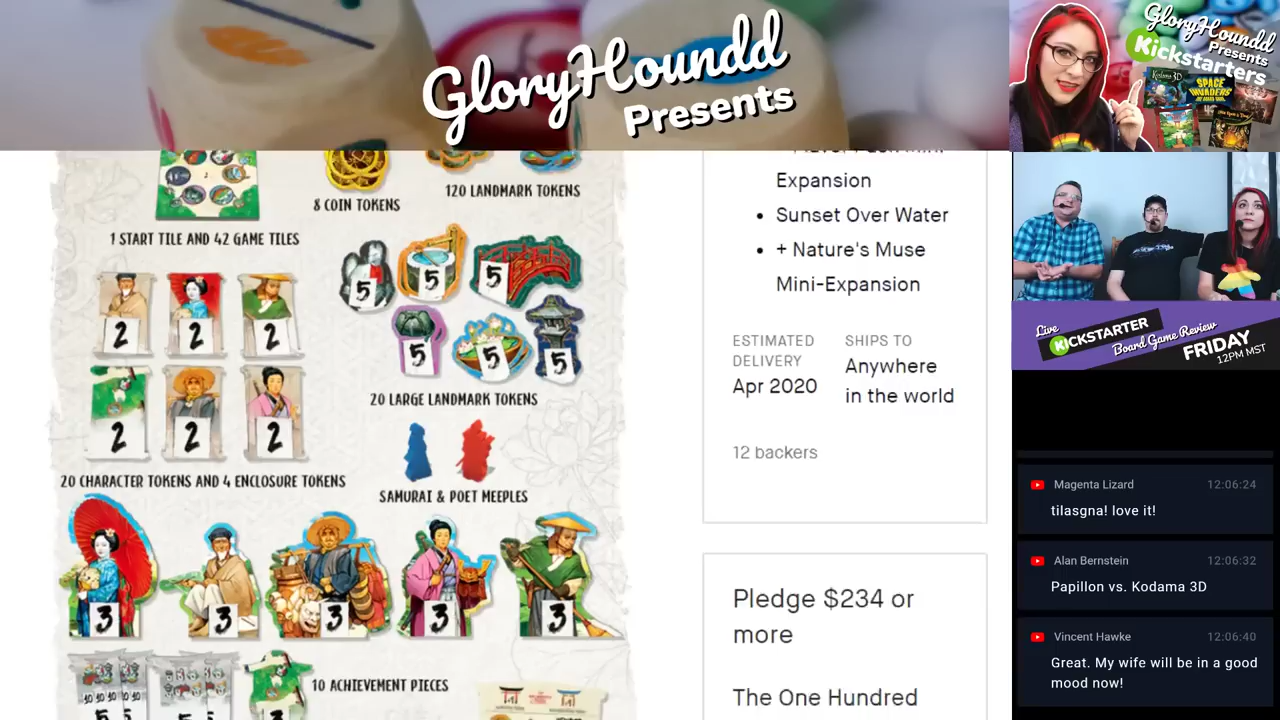 GloryHoundd
Presents
GloryHoundd
Presents
Kickstarters
Kodama 3D
SPACE
INVADERS
8 COIN TOKENS
120 LANDMARK TOKENS
1 START TILE AND 42 GAME TILES
5
5
5
2
2
2
5
5
5
20 LARGE LANDMARK TOKENS
2
2
2
20 CHARACTER TOKENS AND 4 ENCLOSURE TOKENS
SAMURAI & POET MEEPLES
3
3
3
3
3
10 ACHIEVEMENT PIECES
Expansion
• Sunset Over Water
• + Nature's Muse
Mini-Expansion
ESTIMATED
DELIVERY
Apr 2020
SHIPS TO
Anywhere
in the world
12 backers
Pledge $234 or
more
The One Hundred
Live
KICKSTARTER
Board Game Review
FRIDAY
12PM MST
Magenta Lizard 12:06:24
tilasgna! love it!
Alan Bernstein 12:06:32
Papillon vs. Kodama 3D
Vincent Hawke 12:06:40
Great. My wife will be in a good
mood now!